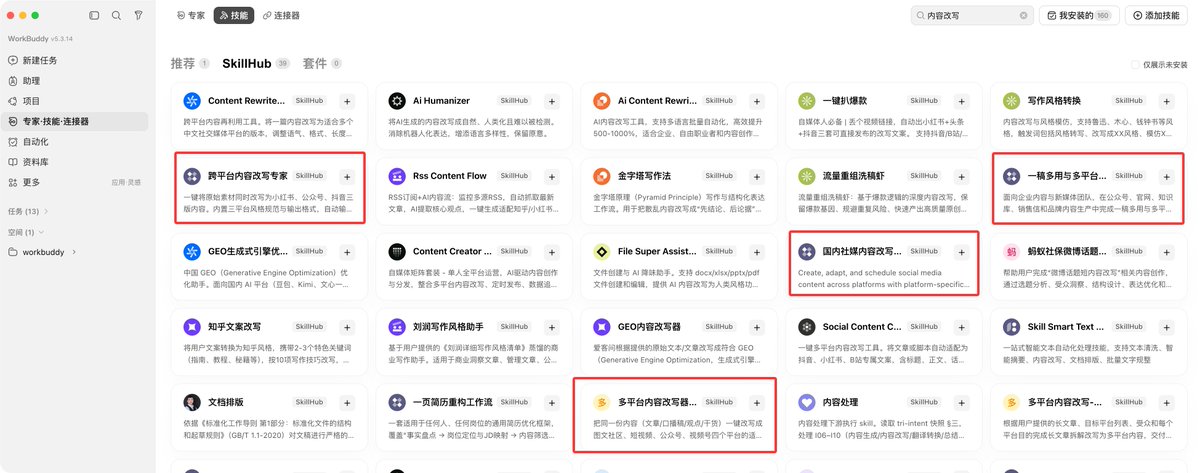 WorkBuddy v5.3.14
新建任务
助理
项目
专家·技能·连接器
自动化
资料库
更多
应用·灵感
任务 (13)
空间 (1)
workbuddy
专家
技能
连接器
内容改写
我安装的 160
添加技能
推荐 1
SkillHub 39
套件 0
仅展示未安装
Content Rewrite... SkillHub
跨平台内容再利用工具。将一篇内容改写为适合多个
中文社交媒体平台的版本，调整语气、格式、长度...
Ai Humanizer SkillHub
将AI生成的内容改写成自然、人类化且难以被检测。
消除机器人化表达，增添语言多样性，保留原意。
Ai Content Rewri... SkillHub
AI内容改写工具，支持多语言批量自动化，高效提升
500-1000%，适合企业、自由职业者和内容创作...
一键扒爆款 SkillHub
自媒体人必备 | 丢个视频链接，自动出小红书+头条
+抖音三套可直接发布的改写文案。 支持抖音/B站/...
写作风格转换 SkillHub
内容改写与风格模仿，支持鲁迅、木心、钱钟书等风
格，触发词包括风格转写、改写成XX风格、模仿X...
跨平台内容改写专家 SkillHub
一键将原始素材同时改写为小红书、公众号、抖音三
版内容。内置三平台风格规范与输出格式，自动输...
Rss Content Flow SkillHub
RSS订阅+AI内容流：监控多源RSS，自动抓取最新
文章，AI提取核心观点，一键生成适配知乎/小红书...
金字塔写作法 SkillHub
金字塔原理（Pyramid Principle）写作与结构化表达
工作流。用于把散乱内容改写成"先结论、后论据"...
流量重组洗稿虾 SkillHub
流量重组洗稿虾：基于爆款逻辑的深度内容改写，保
留爆款基因、规避重复风险，快速产出高质量原创...
一稿多用与多平台... SkillHub
面向企业内容与新媒体团队，在公众号、官网、知识
库、销售信和品牌内容生产中完成一稿多用与多平...
GEO生成式引擎优... SkillHub
中国 GEO（Generative Engine Optimization）优
化助手。面向国内 AI 平台（豆包、Kimi、文心一...
Content Creator ... SkillHub
自媒体矩阵套装 - 单人全平台运营，AI驱动内容创作
与分发，整合多平台内容改写、定时发布、数据追...
File Super Assist... SkillHub
文件创建与 AI 降味助手。支持 docx/xlsx/pptx/pdf
文件创建和编辑，提供 AI 内容改写为人类风格功...
国内社媒内容改写... SkillHub
Create, adapt, and schedule social media
content across platforms with platform-specific...
蚂蚁社保微博话题... SkillHub
帮助用户完成"微博话题短内容改写"相关内容创作，
通过选题分析、受众洞察、结构设计、表达优化和...
知乎文案改写 SkillHub
将用户文案转换为知乎风格，携带2-3个特色关键词
（指南、教程、秘籍等），按10项写作技巧改写，...
刘润写作风格助手 SkillHub
基于用户提供的《刘润详细写作风格清单》蒸馏的商
业写作助手。适用于商业洞察文章、管理文章、公...
GEO内容改写器 SkillHub
爱客问根据提供的原始文本/文章改写成符合 GEO
（Generative Engine Optimization，生成式引擎...
Social Content C... SkillHub
一键多平台内容改写工具，将文章或脚本自动适配为
抖音、小红书、B站专属文案，含标题、正文、话...
Skill Smart Text ... SkillHub
一站式智能文本自动化处理技能，支持文本清洗、智
能摘要、内容改写、文档排版、批量文字规整
文档排版 SkillHub
依据《标准化工作导则 第1部分：标准化文件的结构
和起草规则》（GB/T 1.1-2020）对文稿进行严格的...
一页简历重构工作流 SkillHub
一套适用于任何人、任何岗位的通用简历优化框架，
覆盖"事实盘点 → 岗位定位与JD映射 → 内容筛选...
多平台内容改写器... SkillHub
把同一份内容（文章/口播稿/观点/干货）一键改写成
图文社区、短视频、公众号、视频号四个平台的适...
内容处理 SkillHub
内容处理下游执行 skill。读取 tri-intent 快照 §三，
处理 I06~I10（内容生成/内容改写/翻译转换/总结...
多平台内容改写-... SkillHub
根据用户提供的长文章、目标平台列表、受众和每个
平台目的完成长文章拆解改写为多平台内容，交付...